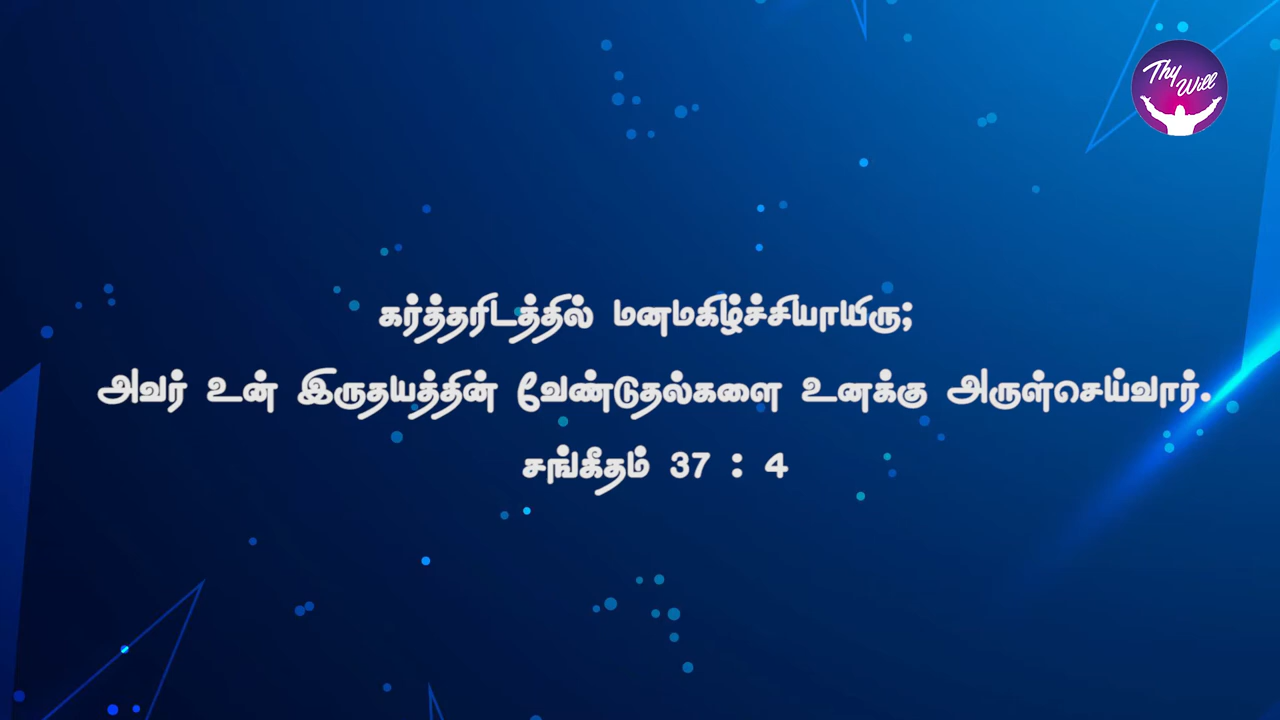 Thy Will
கர்த்தரிடத்தில் மனமகிழ்ச்சியாயிரு;
அவர் உன் இருதயத்தின் வேண்டுதல்களை உனக்கு அருள்செய்வார்.
சங்கீதம் 37 : 4